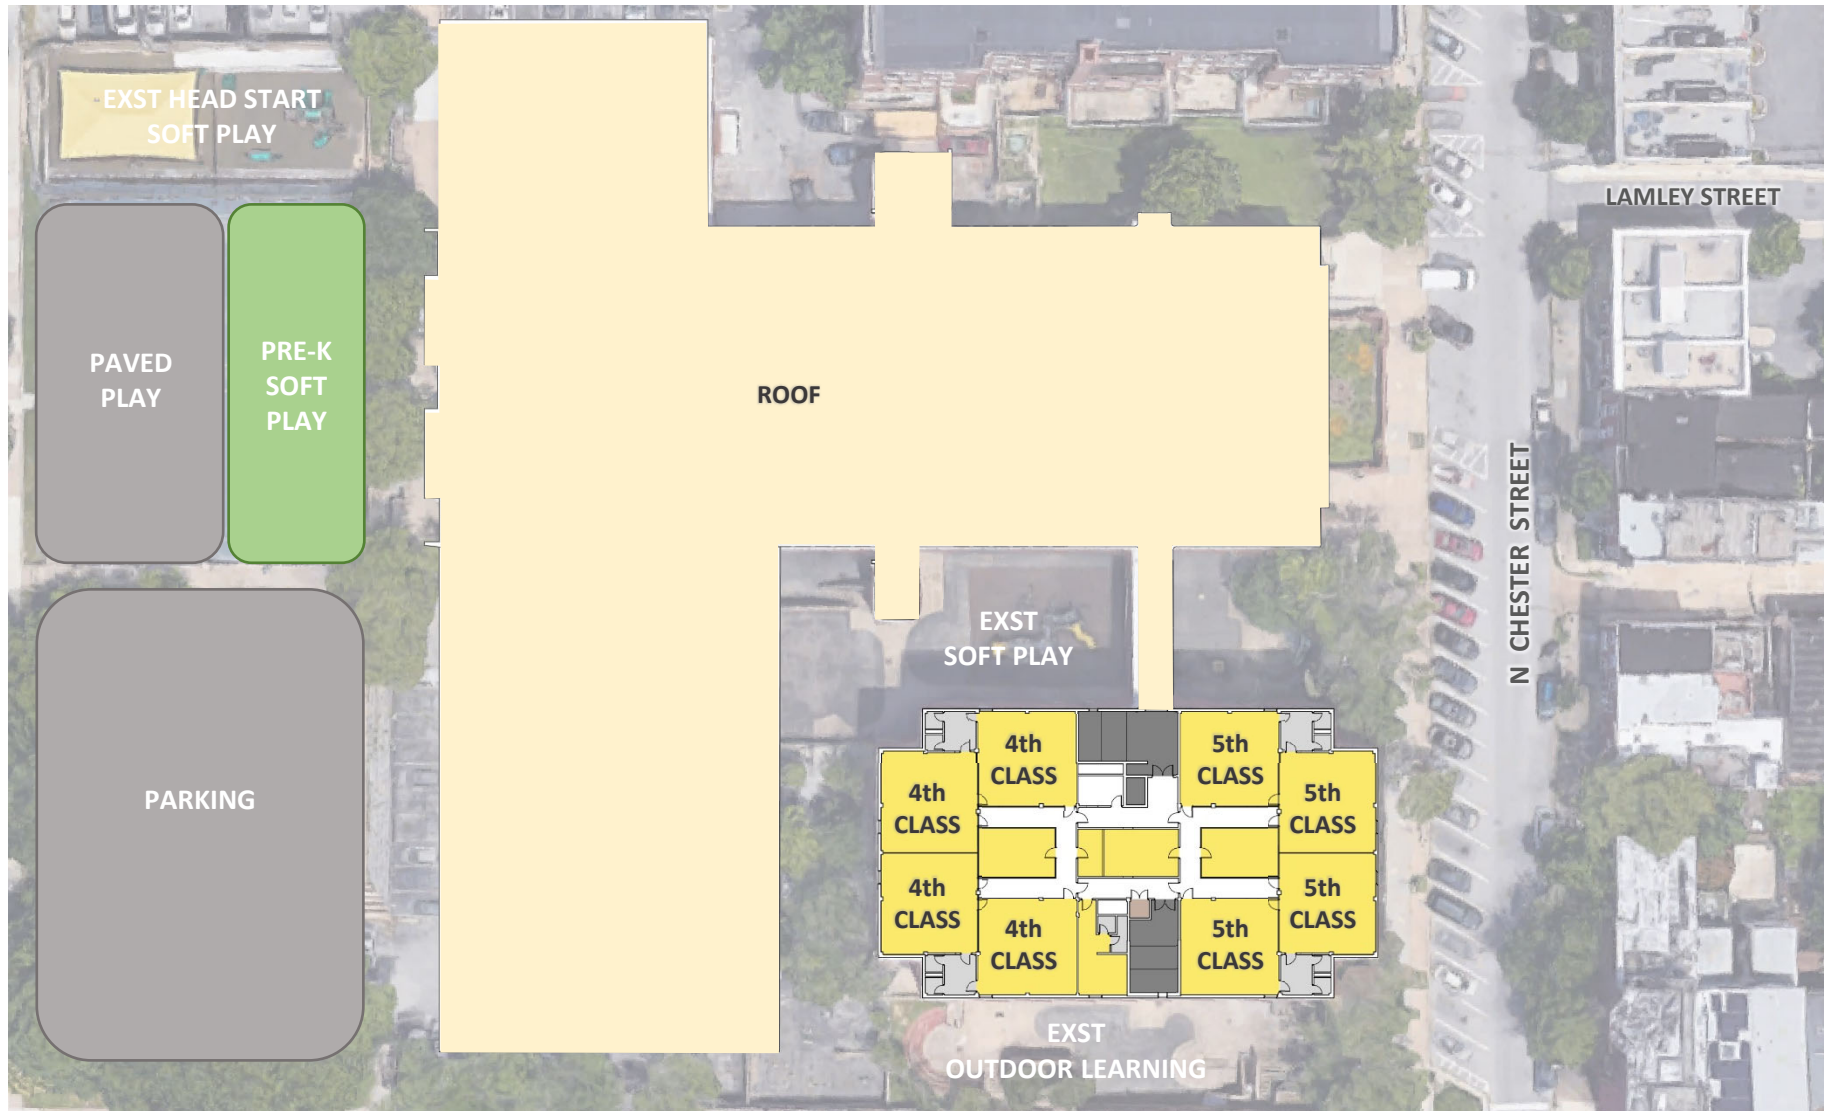 EXST HEAD START
SOFT PLAY
LAMLEY STREET
PAVED
PLAY
PRE-K
SOFT
PLAY
ROOF
N CHESTER STREET
EXST
SOFT PLAY
PARKING
4th
CLASS
5th
CLASS
4th
CLASS
5th
CLASS
4th
CLASS
5th
CLASS
4th
CLASS
5th
CLASS
EXST
OUTDOOR LEARNING